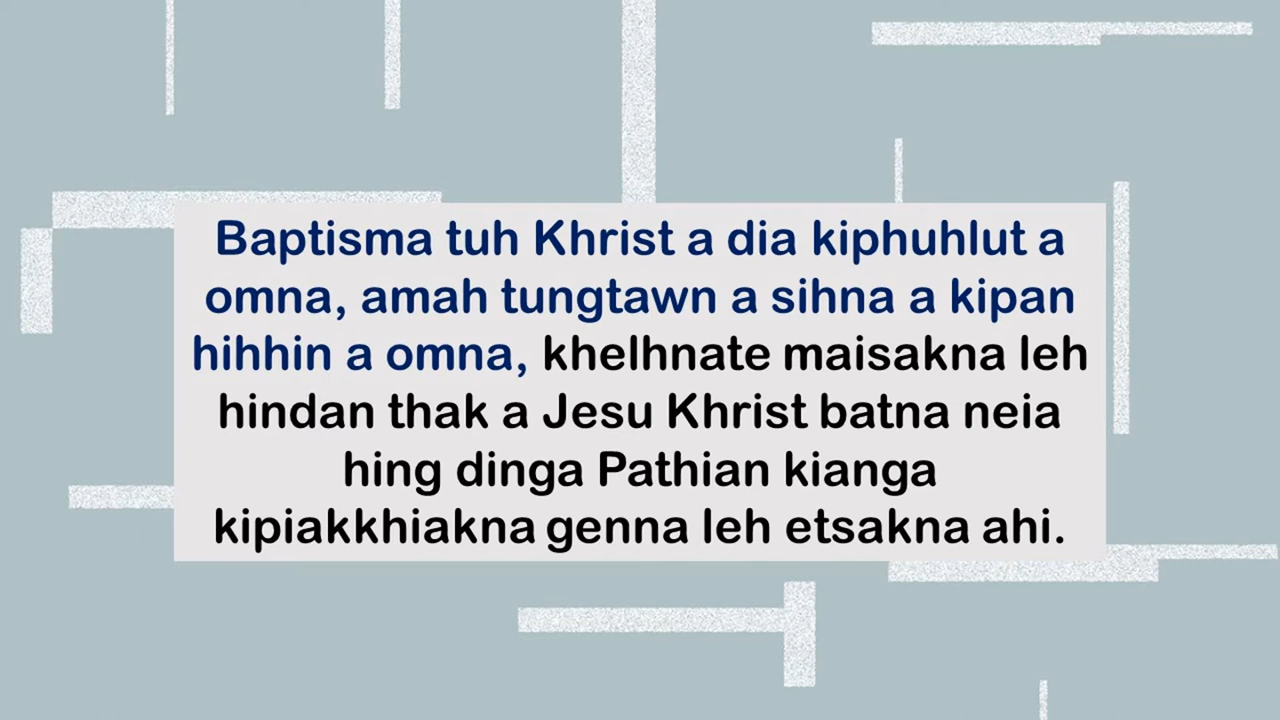 Baptisma tuh Khrist a dia kiphuhlut a
omna, amah tungtawn a sihna a kipan
hihhin a omna, khelhnate maisakna leh
hindan thak a Jesu Khrist batna neia
hing dinga Pathian kianga
kipiakkhiakna genna leh etsakna ahi.